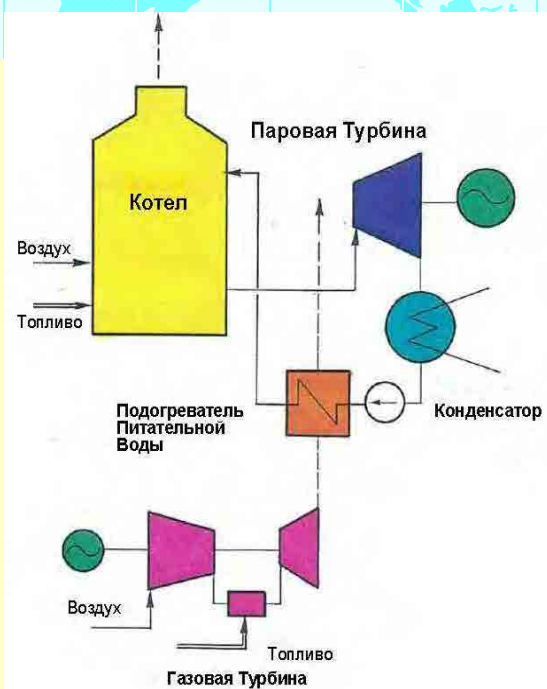 Паровая Турбина
Котел
Воздух
Топливо
Подогреватель
Питательной
Воды
Конденсатор
Воздух
Топливо
Газовая Турбина